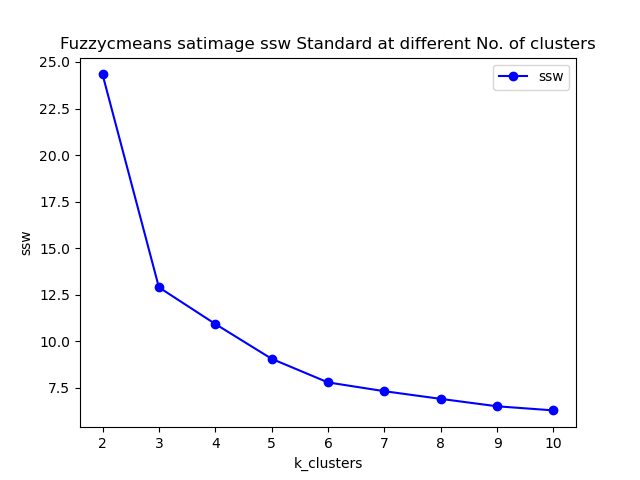 Fuzzycmeans satimage ssw Standard at different No. of clusters
25.0
22.5
20.0
17.5
15.0
12.5
10.0
7.5
ssw
ssw
2 3 4 5 6 7 8 9 10
k_clusters